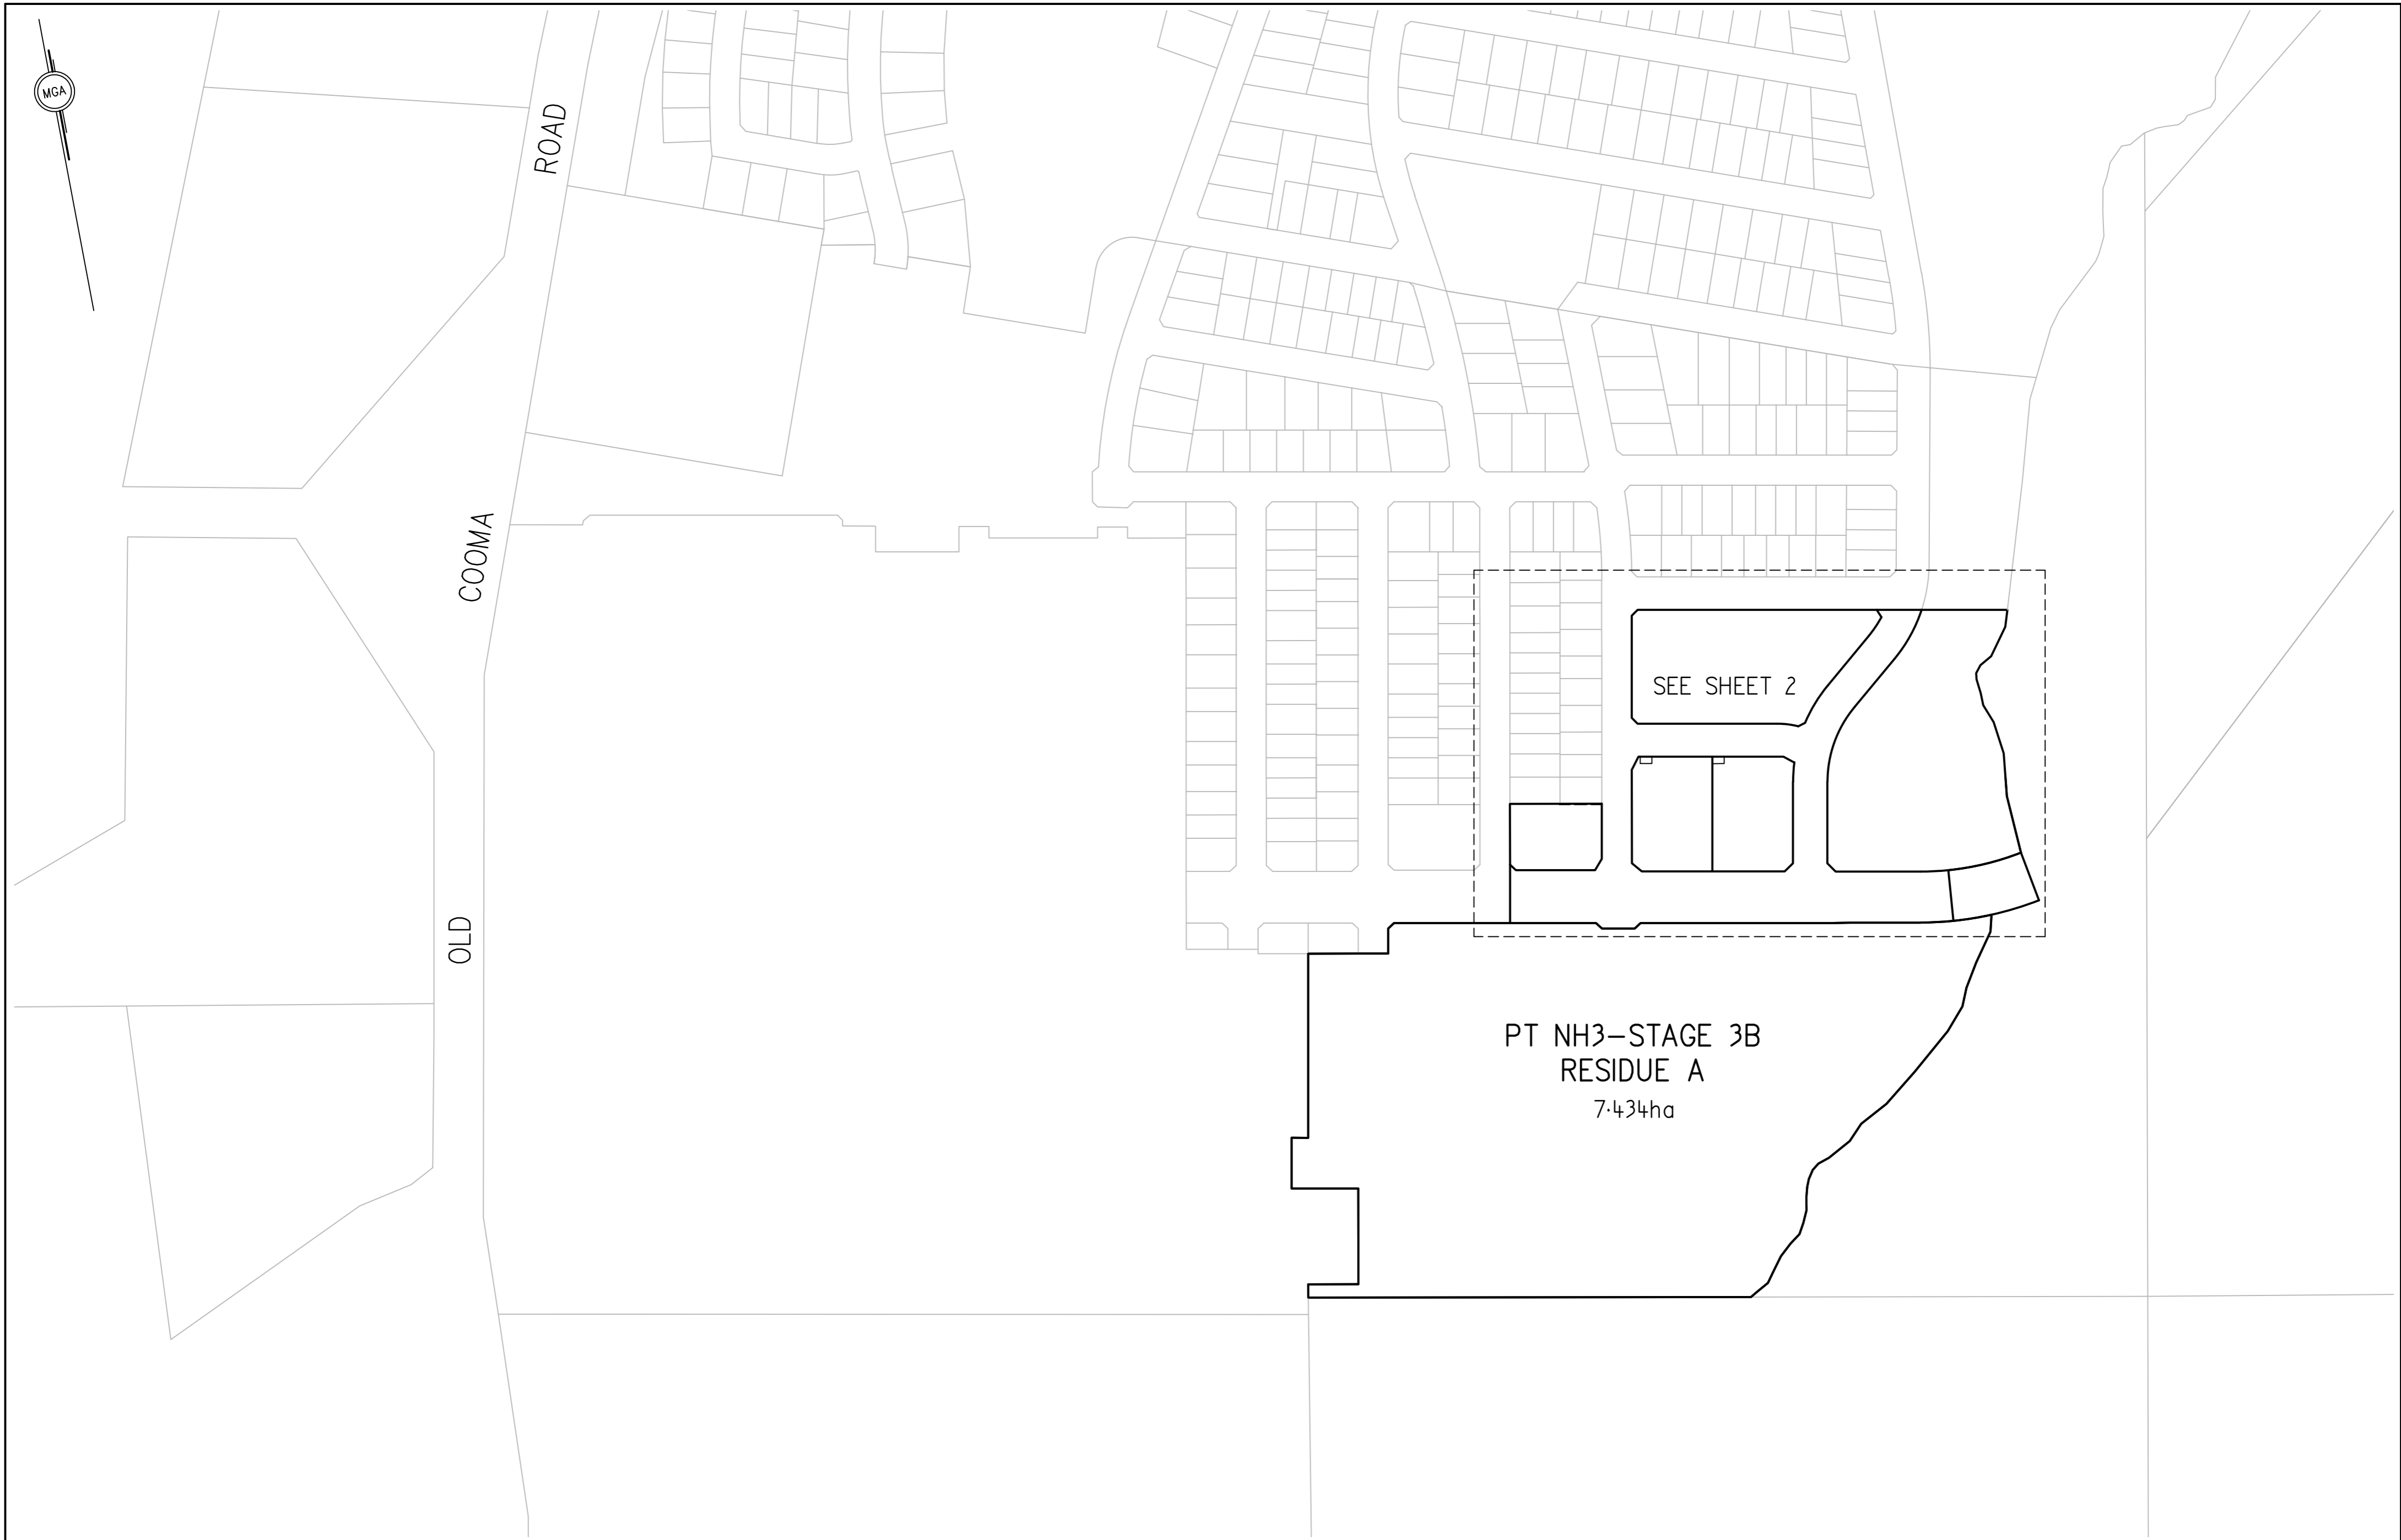 MGA
ROAD
COOMA
OLD
SEE SHEET 2
PT NH3-STAGE 3B
RESIDUE A
7·434ha